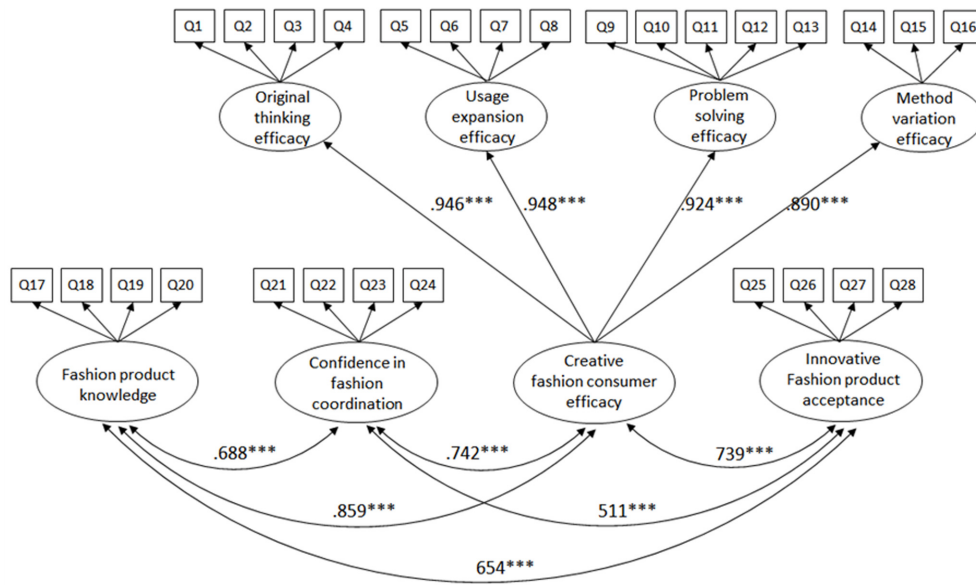 Q1 Q2 Q3 Q4 Q5 Q6 Q7 Q8 Q9 Q10 Q11 Q12 Q13 Q14 Q15 Q16
Original
thinking
efficacy
Usage
expansion
efficacy
Problem
solving
efficacy
Method
variation
efficacy
.946*** .948*** .924*** .890***
Q17 Q18 Q19 Q20 Q21 Q22 Q23 Q24 Q25 Q26 Q27 Q28
Fashion product
knowledge
Confidence in
fashion
coordination
Creative
fashion consumer
efficacy
Innovative
Fashion product
acceptance
.688*** .742*** 739***
.859*** 511***
654***